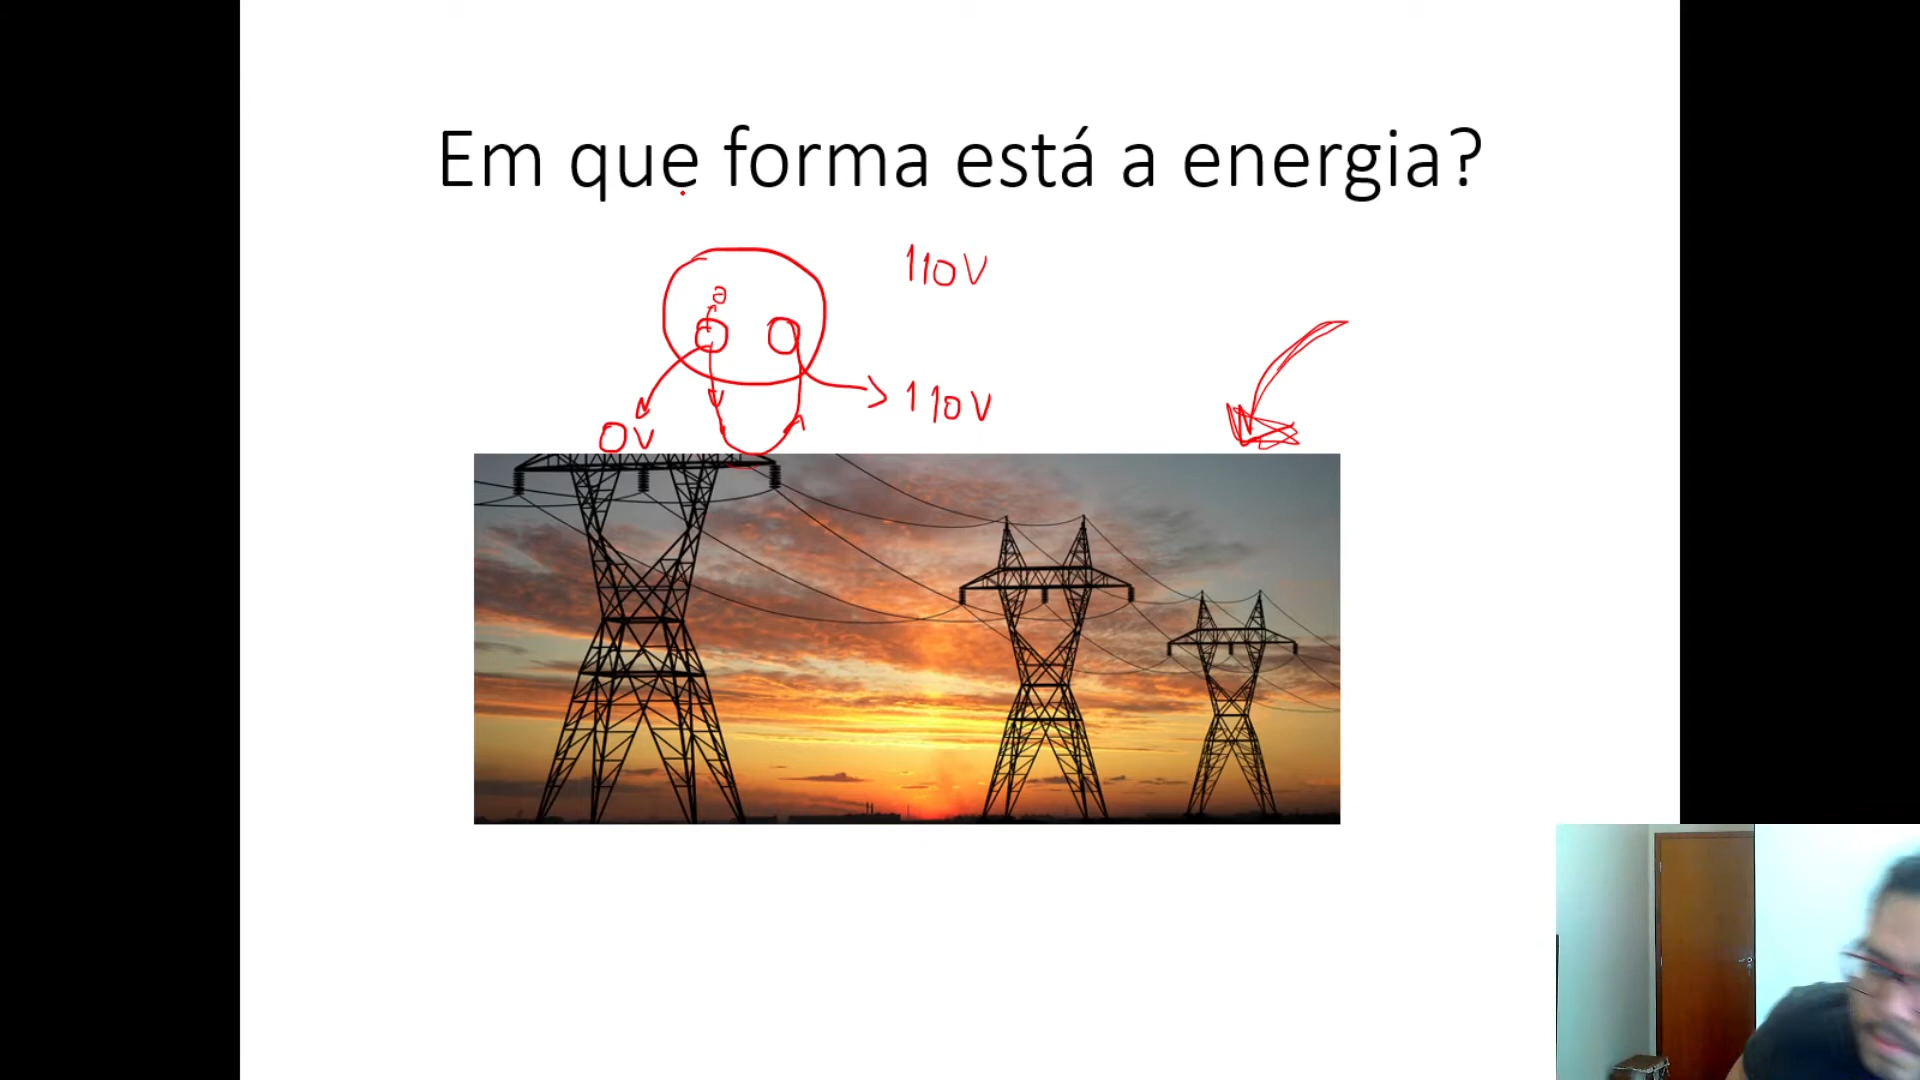 Em que forma está a energia?
110V
a
110V
0V